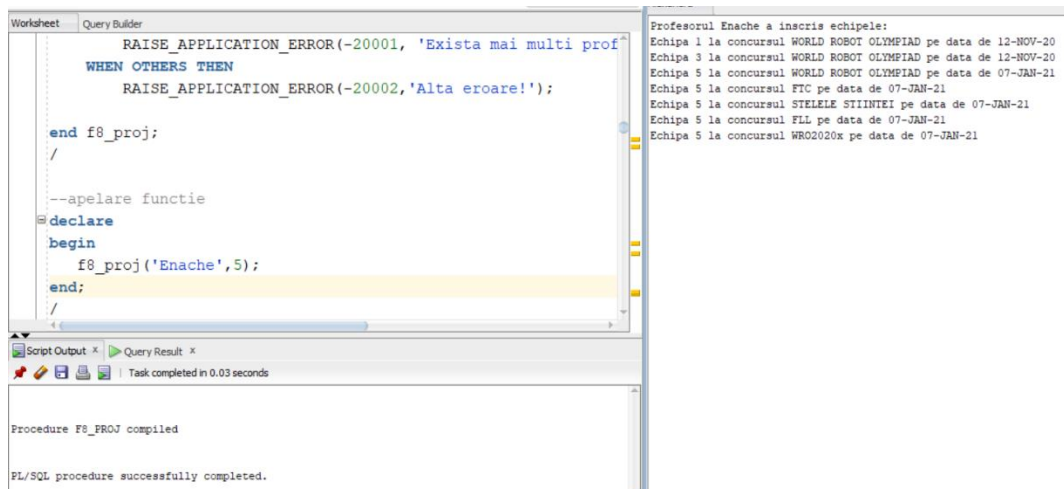 Worksheet Query Builder
RAISE_APPLICATION_ERROR(-20001, 'Exista mai multi prof
WHEN OTHERS THEN
RAISE_APPLICATION_ERROR(-20002,'Alta eroare!');
end f8_proj;
/
--apelare functie
declare
begin
f8_proj('Enache',5);
end;
/
Script Output x Query Result x
Task completed in 0.03 seconds
Procedure F8_PROJ compiled
PL/SQL procedure successfully completed.
Profesorul Enache a inscris echipele:
Echipa 1 la concursul WORLD ROBOT OLYMPIAD pe data de 12-NOV-20
Echipa 3 la concursul WORLD ROBOT OLYMPIAD pe data de 12-NOV-20
Echipa 5 la concursul WORLD ROBOT OLYMPIAD pe data de 07-JAN-21
Echipa 5 la concursul FTC pe data de 07-JAN-21
Echipa 5 la concursul STELELE STIINTEI pe data de 07-JAN-21
Echipa 5 la concursul FLL pe data de 07-JAN-21
Echipa 5 la concursul WRO2020x pe data de 07-JAN-21